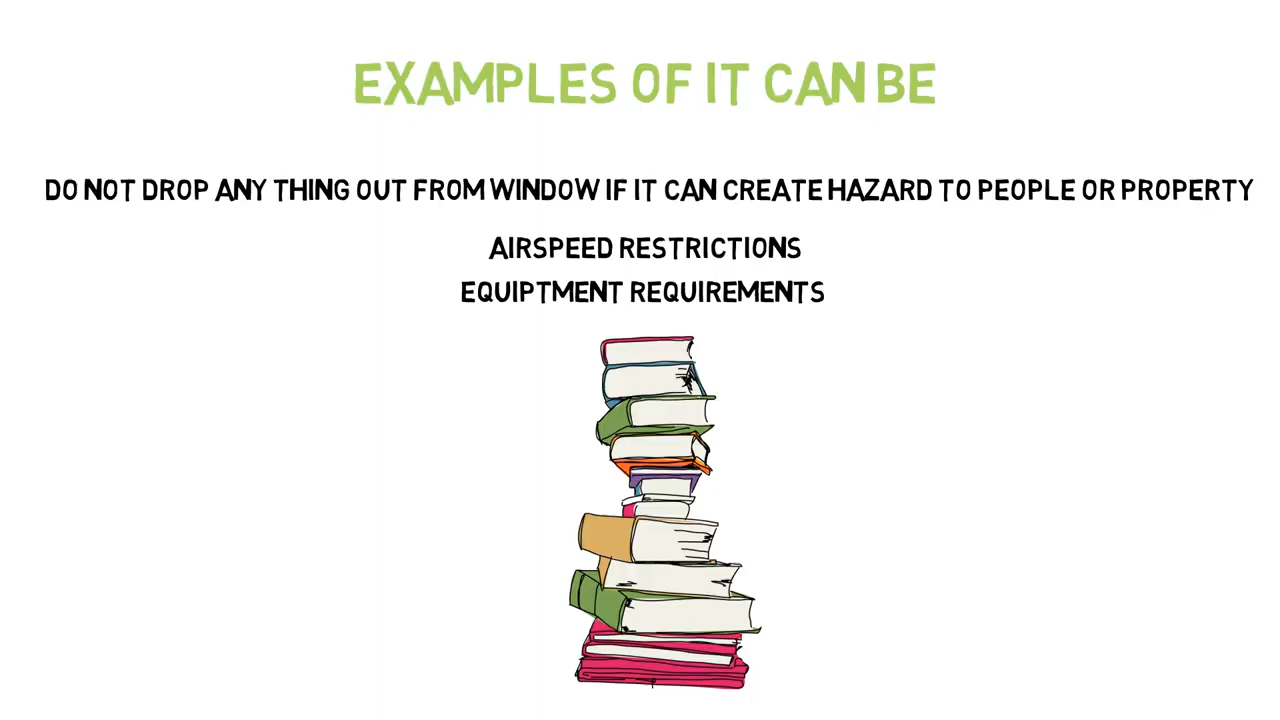 EXAMPLES OF IT CAN BE
DO NOT DROP ANY THING OUT FROM WINDOW IF IT CAN CREATE HAZARD TO PEOPLE OR PROPERTY
AIRSPEED RESTRICTIONS
EQUIPTMENT REQUIREMENTS